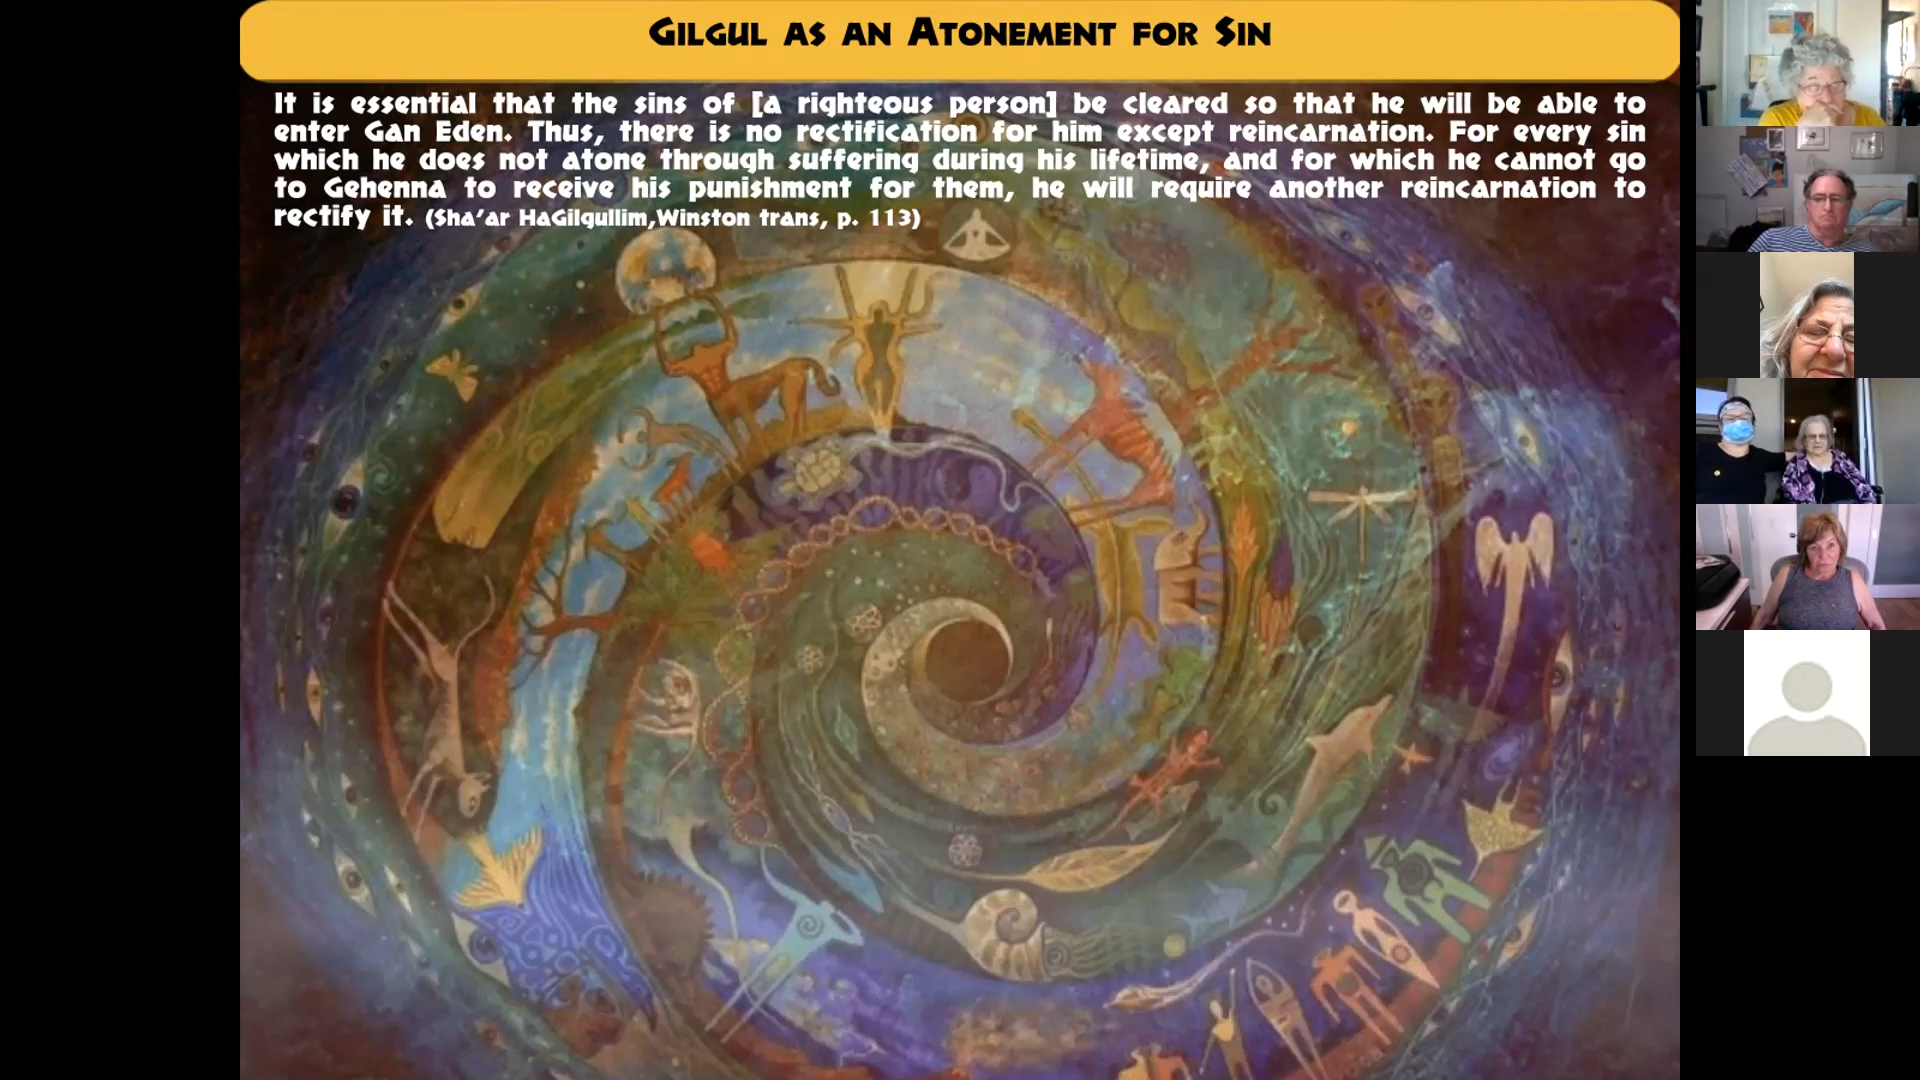 Gilgul as an Atonement for Sin
It is essential that the sins of [a righteous person] be cleared so that he will be able to
enter Gan Eden. Thus, there is no rectification for him except reincarnation. For every sin
which he does not atone through suffering during his lifetime, and for which he cannot go
to Gehenna to receive his punishment for them, he will require another reincarnation to
rectify it. (Sha'ar HaGilgullim,Winston trans, p. 113)